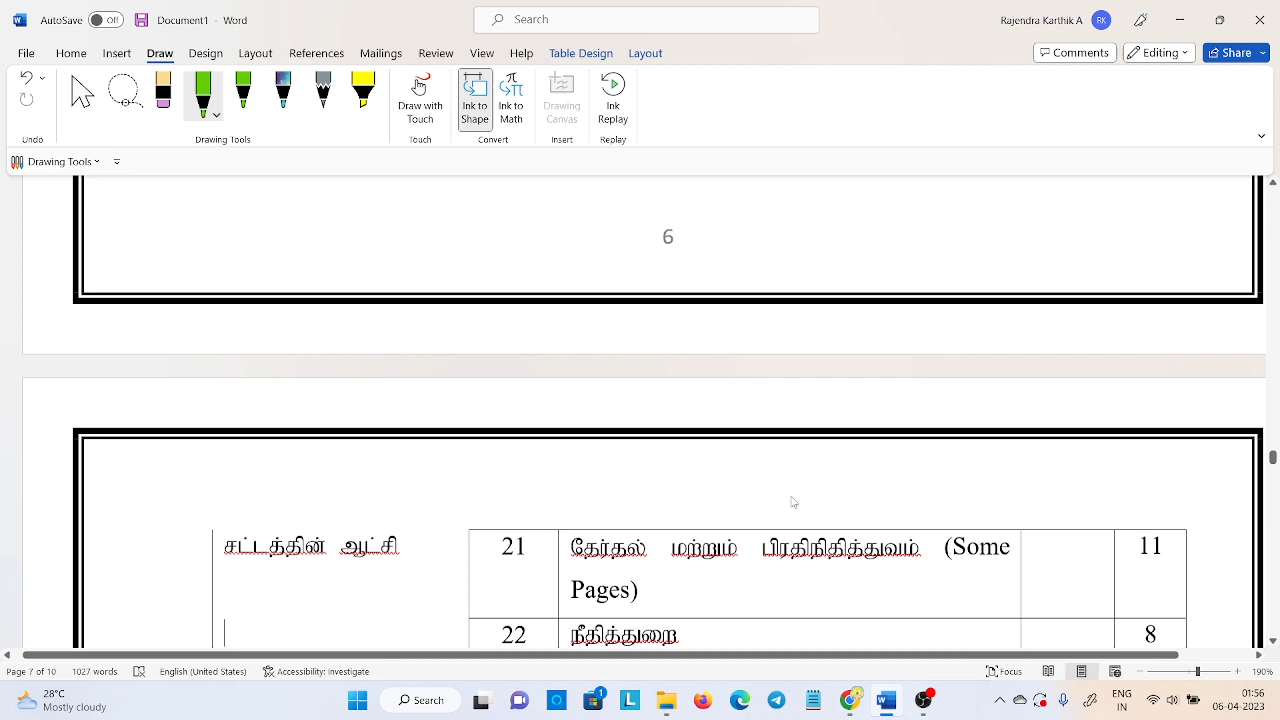 AutoSave Off Document1 - Word Search Rajendra Karthik A RK
File Home Insert Draw Design Layout References Mailings Review View Help Table Design Layout Comments Editing Share
Draw with Touch Ink to Shape Ink to Math Drawing Canvas Ink Replay
Undo Drawing Tools Touch Convert Insert Replay
Drawing Tools
6
சட்டத்தின் ஆட்சி 21 தேர்தல் மற்றும் பிரதிநிதித்துவம் (Some 11
Pages)
22 நீதித்துறை 8
Page 7 of 10 1027 words English (United States) Accessibility: Investigate Focus 190%
28°C Mostly cloudy Search 1 ENG IN 01:56 06-04-2023